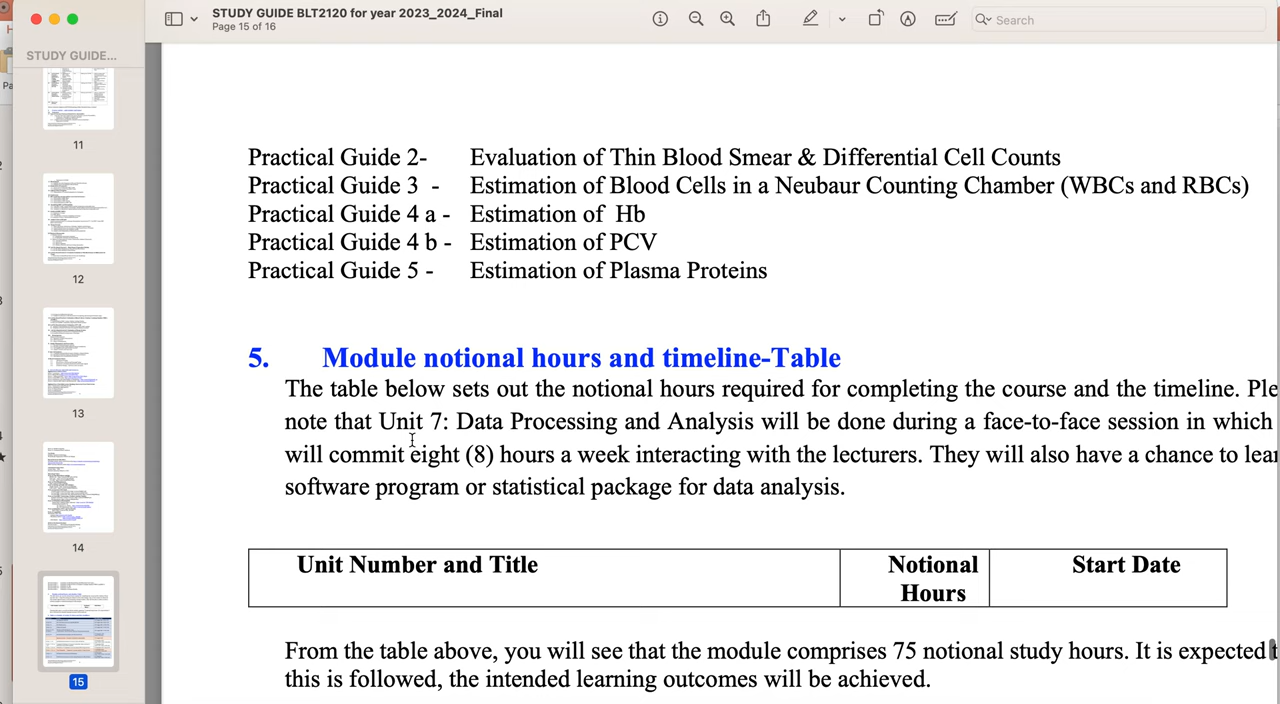 STUDY GUIDE BLT2120 for year 2023_2024_Final
Page 15 of 16
Search
STUDY GUIDE...
Pa
11
12
13
14
15
Practical Guide 2- Evaluation of Thin Blood Smear & Differential Cell Counts
Practical Guide 3 - Estimation of Blood Cells in a Neubaur Counting Chamber (WBCs and RBCs)
Practical Guide 4 a - Estimation of Hb
Practical Guide 4 b - Estimation of PCV
Practical Guide 5 - Estimation of Plasma Proteins
5. Module notional hours and timeline-Table
The table below sets out the notional hours required for completing the course and the timeline. Ple
note that Unit 7: Data Processing and Analysis will be done during a face-to-face session in which
will commit eight (8) hours a week interacting with the lecturers. They will also have a chance to lear
software program or statistical package for data analysis.
Unit Number and Title Notional Start Date
Hours
From the table above, you will see that the module comprises 75 notional study hours. It is expected t
this is followed, the intended learning outcomes will be achieved.